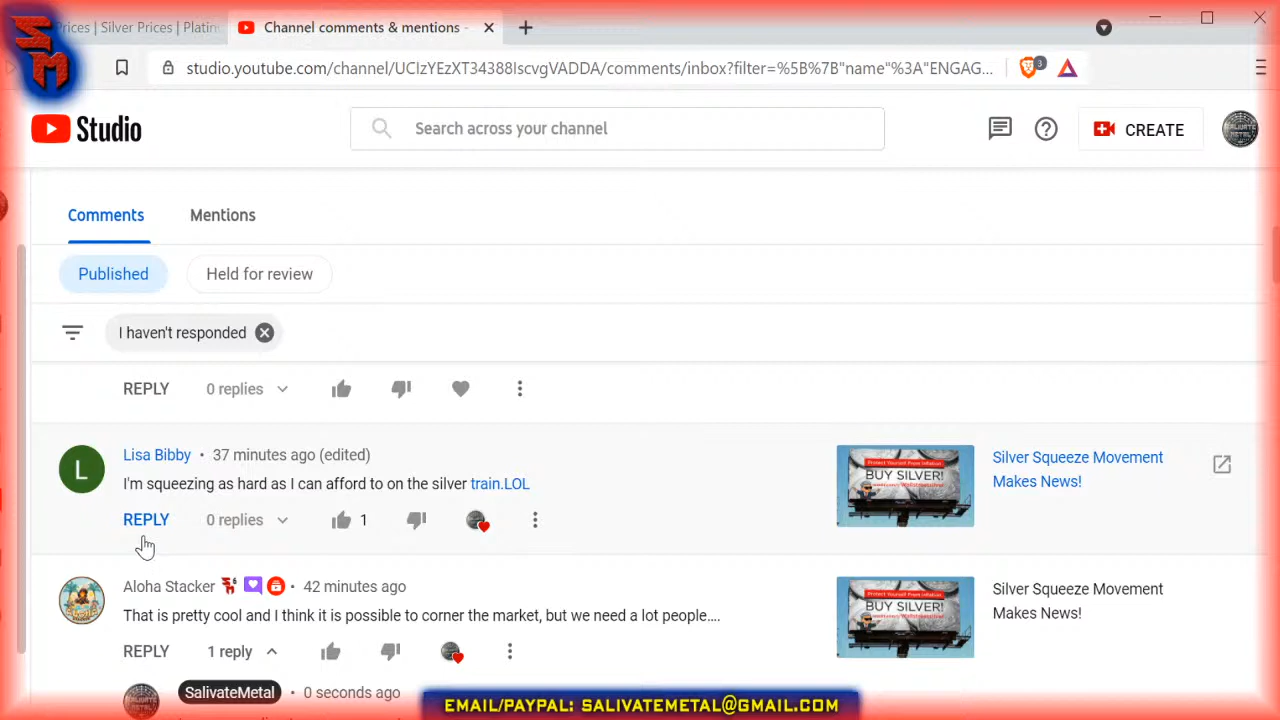 Prices | Silver Prices | Platin
Channel comments & mentions -
studio.youtube.com/channel/UCIzYEzXT34388IscvgVADDA/comments/inbox?filter=%5B%7B"name"%3A"ENGAG...
3
SM
Studio
Search across your channel
CREATE
Comments
Mentions
Published
Held for review
I haven't responded
REPLY
0 replies
L
Lisa Bibby • 37 minutes ago (edited)
I'm squeezing as hard as I can afford to on the silver train.LOL
REPLY
0 replies
1
BUY SILVER!
Silver Squeeze Movement
Makes News!
Aloha Stacker • 42 minutes ago
That is pretty cool and I think it is possible to corner the market, but we need a lot people....
REPLY
1 reply
BUY SILVER!
Silver Squeeze Movement
Makes News!
SalivateMetal • 0 seconds ago
EMAIL/PAYPAL: SALIVATEMETAL@GMAIL.COM